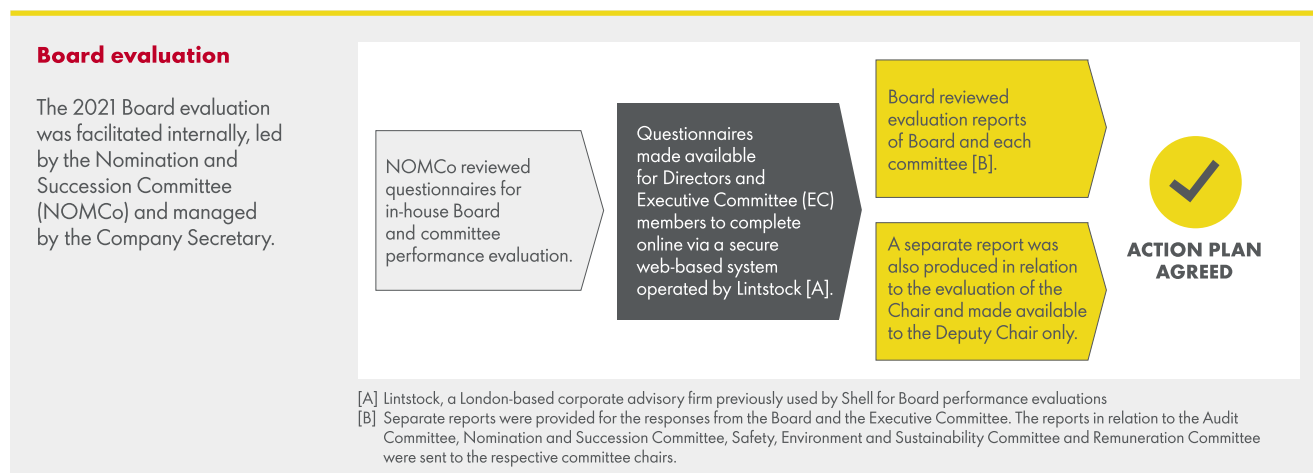 Board evaluation
The 2021 Board evaluation
was facilitated internally, led
by the Nomination and
Succession Committee
(NOMCo) and managed
by the Company Secretary.
NOMCo reviewed
questionnaires for
in-house Board
and committee
performance evaluation.
Questionnaires
made available
for Directors and
Executive Committee (EC)
members to complete
online via a secure
web-based system
operated by Lintstock [A].
Board reviewed
evaluation reports
of Board and each
committee [B].
A separate report was
also produced in relation
to the evaluation of the
Chair and made available
to the Deputy Chair only.
ACTION PLAN
AGREED
[A] Lintstock, a London-based corporate advisory firm previously used by Shell for Board performance evaluations
[B] Separate reports were provided for the responses from the Board and the Executive Committee. The reports in relation to the Audit
Committee, Nomination and Succession Committee, Safety, Environment and Sustainability Committee and Remuneration Committee
were sent to the respective committee chairs.